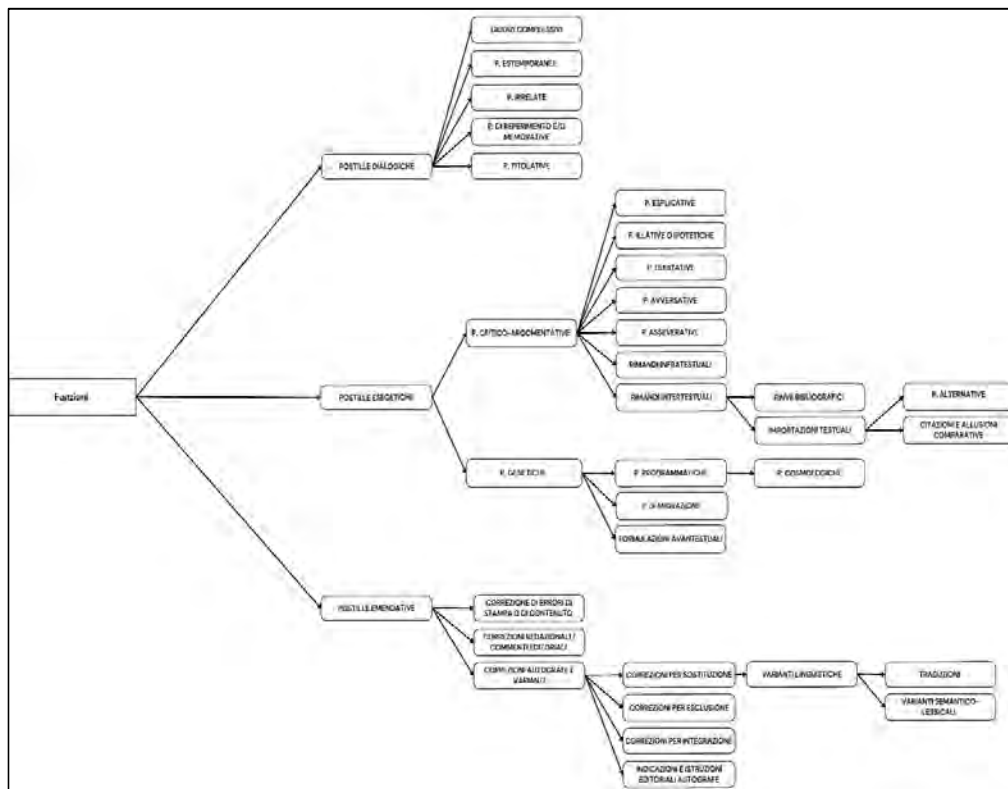 P. ESTEMPORANEE
P. IRRELATE
P. DI REPERIMENTO E/O
MEMORATIVE
POSTILLE DIALOGICHE
P. TITOLATIVE
P. ESPLICATIVE
P. ILLATIVE O IPOTETICHE
P. AVVERSATIVE
P. CRITICO-ARGOMENTATIVE
P. ASSEVERATIVE
RIMANDI INFRATESTUALI
Funzioni
POSTILLE ESEGETICHE
RIMANDI INTERTESTUALI
RINVII BIBLIOGRAFICI
P. ALTERNATIVE
IMPORTAZIONI TESTUALI
CITAZIONI E ALLUSIONI
COMPARATIVE
P. GENETICHE
P. PROGRAMMATICHE
P. COSMOLOGICHE
P. DI MIGRAZIONE
FORMULAZIONI AVANTESTUALI
POSTILLE EMENDATIVE
CORREZIONE DI ERRORI DI
STAMPA O DI CONTENUTO
CORREZIONI REDAZIONALI /
COMMENTI EDITORIALI
CORREZIONI AUTOGRAFE E
VARIANTI
CORREZIONI PER SOSTITUZIONE
VARIANTI LINGUISTICHE
TRADUZIONI
CORREZIONI PER ESCLUSIONE
VARIANTI SEMANTICO-
LESSICALI
CORREZIONI PER INTEGRAZIONE
INDICAZIONI E ISTRUZIONI
EDITORIALI AUTOGRAFE